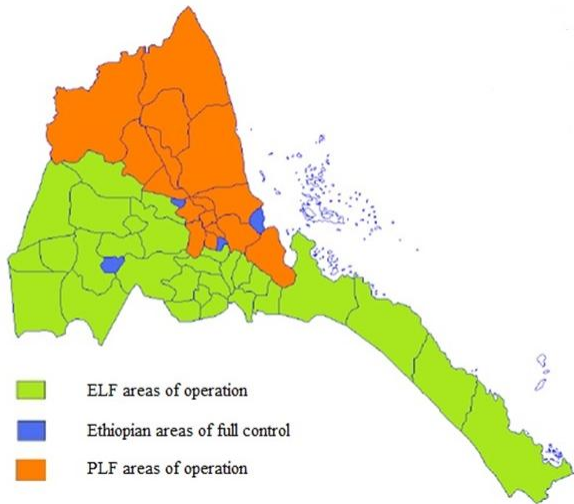 ELF areas of operation
Ethiopian areas of full control
PLF areas of operation